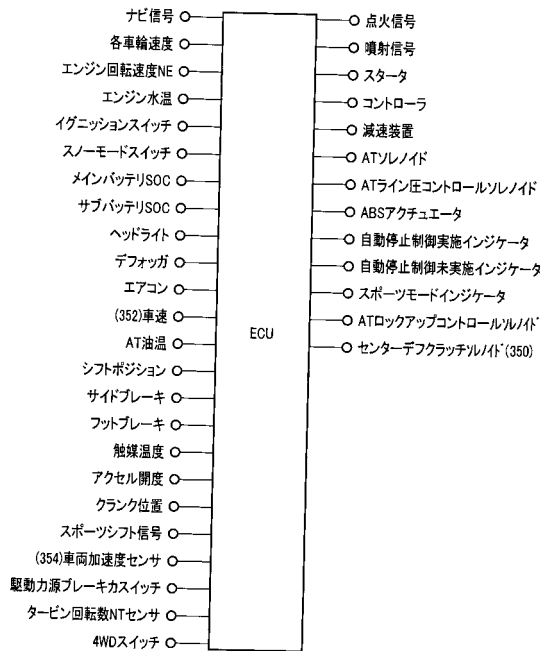 ナビ信号
各車輪速度
エンジン回転速度NE
エンジン水温
イグニッションスイッチ
スノーモードスイッチ
メインバッテリSOC
サブバッテリSOC
ヘッドライト
デフォッガ
エアコン
(352)車速
AT油温
シフトポジション
サイドブレーキ
フットブレーキ
触媒温度
アクセル開度
クランク位置
スポーツシフト信号
(354)車両加速度センサ
駆動力源ブレーキカスイッチ
タービン回転数NTセンサ
4WDスイッチ
ECU
点火信号
噴射信号
スタータ
コントローラ
減速装置
ATソレノイド
ATライン圧コントロールソレノイド
ABSアクチュエータ
自動停止制御実施インジケータ
自動停止制御未実施インジケータ
スポーツモードインジケータ
ATロックアップコントロールソレノイド
センターデフクラッチソレノイド(350)